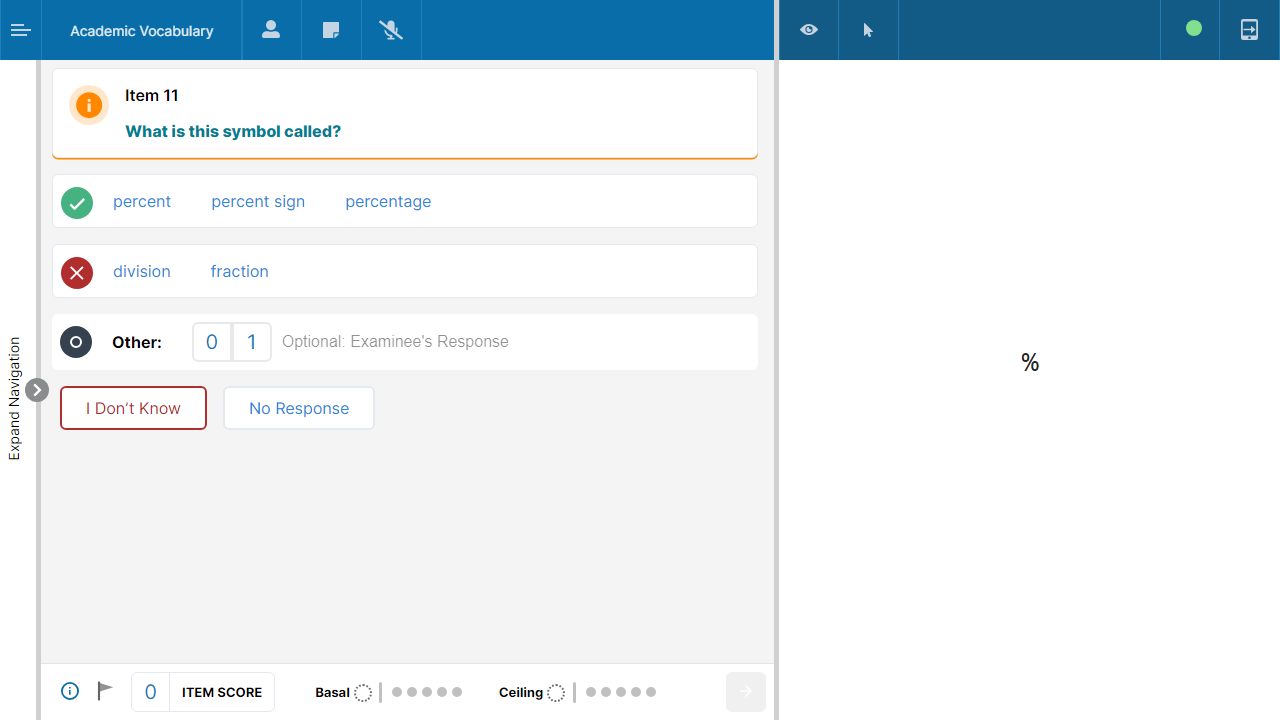 Academic Vocabulary
Item 11
What is this symbol called?
percent percent sign percentage
division fraction
Other: 0 1 Optional: Examinee's Response
I Don't Know No Response
Expand Navigation
0 ITEM SCORE Basal Ceiling
%